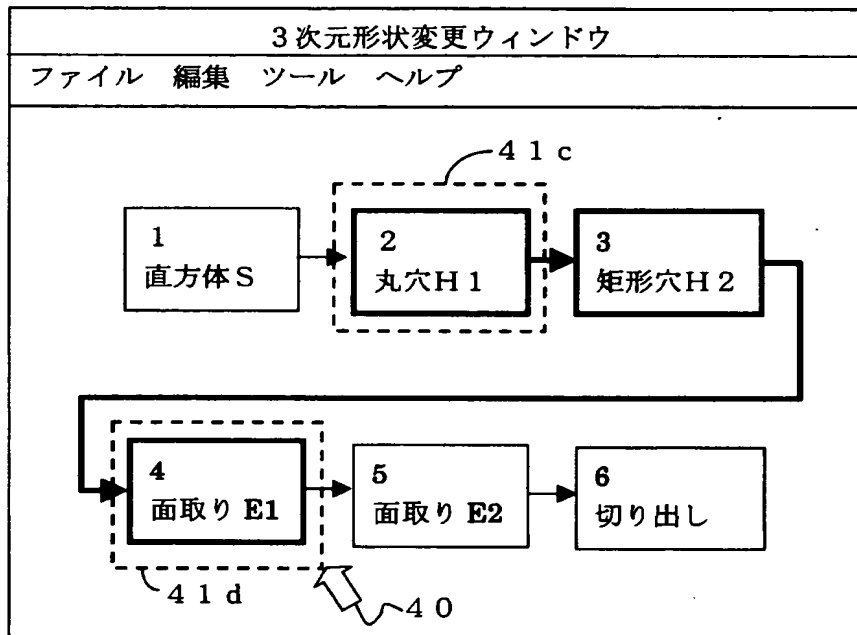 3次元形状変更ウィンドウ
ファイル 編集 ツール ヘルプ
41c
1
直方体S
2
丸穴H1
3
矩形穴H2
4
面取りE1
5
面取りE2
6
切り出し
41d
40